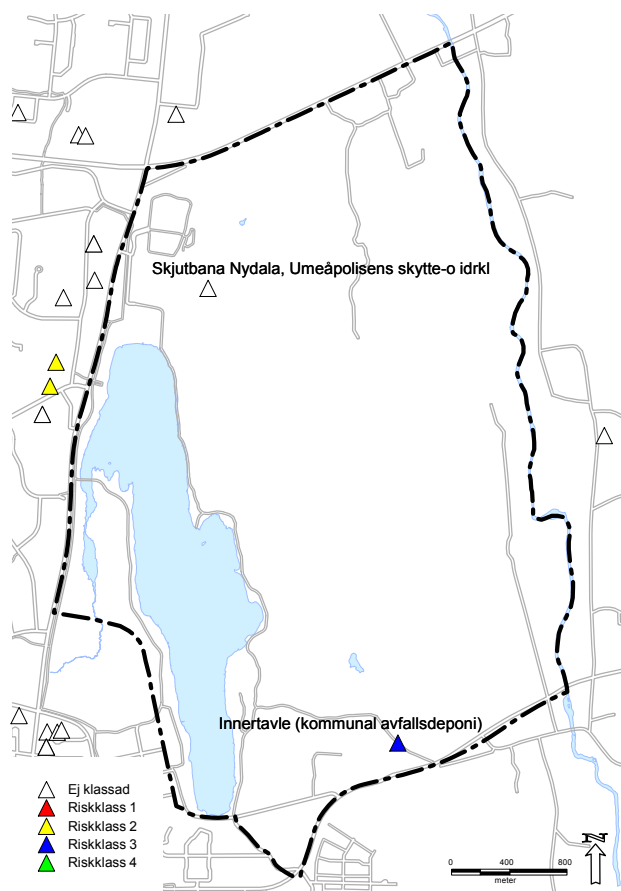 Skjutbana Nydala, Umeåpolisens skytte-o idrkl
Innertavle (kommunal avfallsdeponi)
Ej klassad
Riskklass 1
Riskklass 2
Riskklass 3
Riskklass 4
0 400 800
meter
N